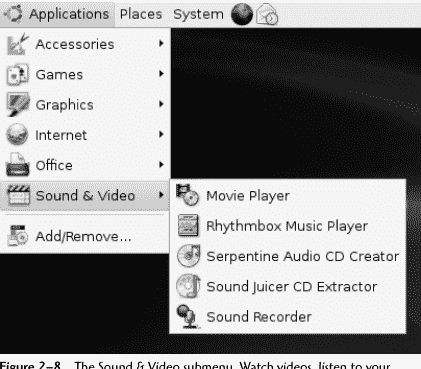 Applications Places System
Accessories
Games
Graphics
Internet
Office
Sound & Video
Add/Remove...
Movie Player
Rhythmbox Music Player
Serpentine Audio CD Creator
Sound Juicer CD Extractor
Sound Recorder
Figure 2–8 The Sound & Video submenu. Watch videos, listen to your